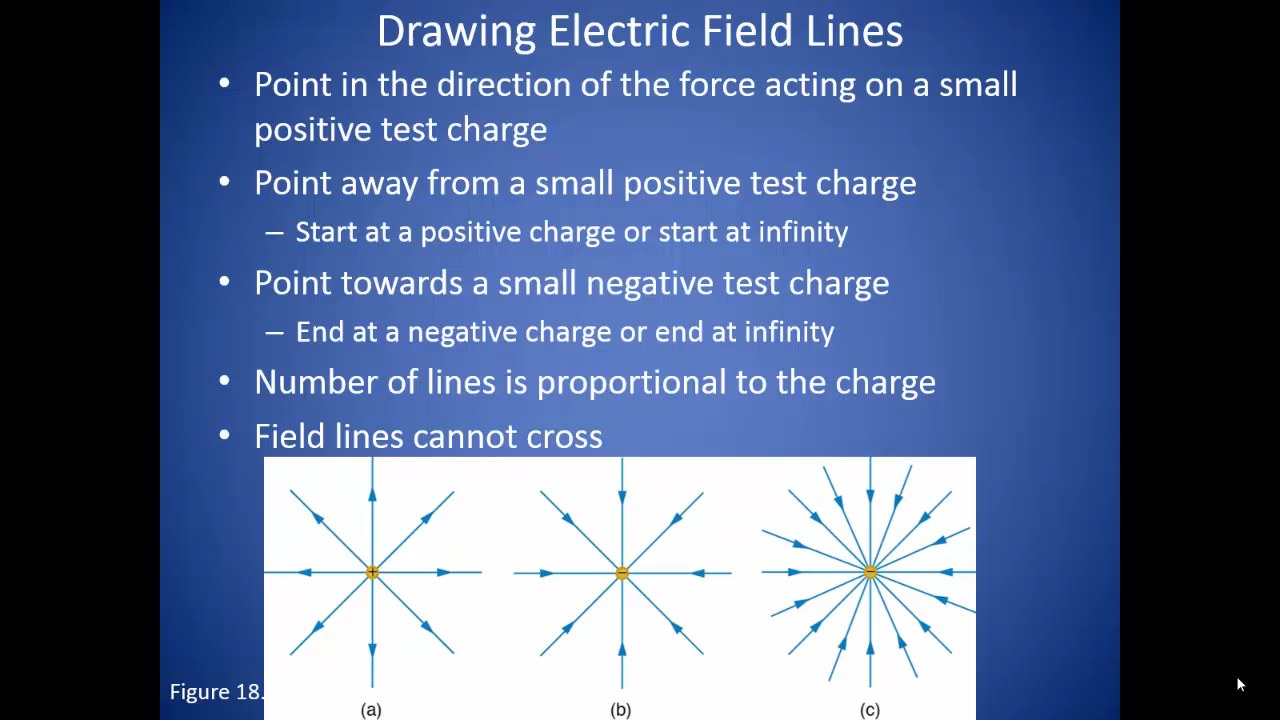 Drawing Electric Field Lines
• Point in the direction of the force acting on a small
positive test charge
• Point away from a small positive test charge
– Start at a positive charge or start at infinity
• Point towards a small negative test charge
– End at a negative charge or end at infinity
• Number of lines is proportional to the charge
• Field lines cannot cross
+ − −
Figure 18.
(a) (b) (c)